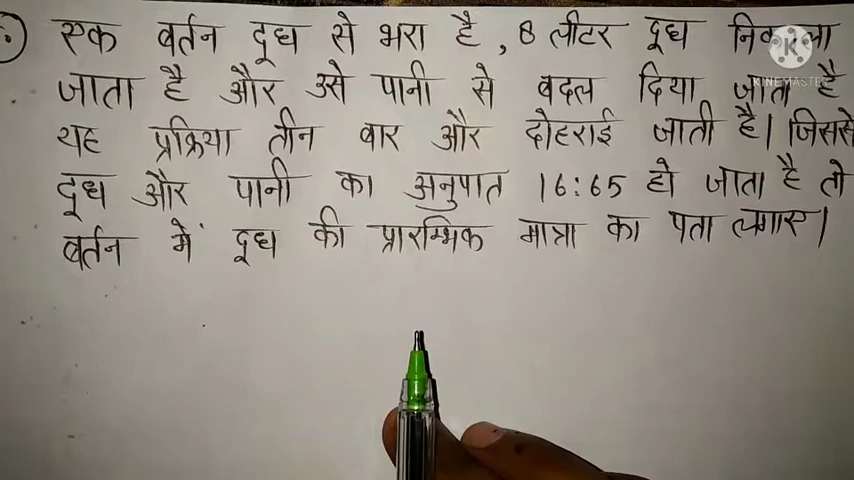 एक बर्तन दूध से भरा है, 8 लीटर दूध निकाला
जाता है और उसे पानी से बदल दिया जाता है
यह प्रक्रिया तीन बार और दोहराई जाती है। जिससे
दूध और पानी का अनुपात 16:65 हो जाता है तो
बर्तन में दूध की प्रारम्भिक मात्रा का पता लगाए।
KINEMASTER